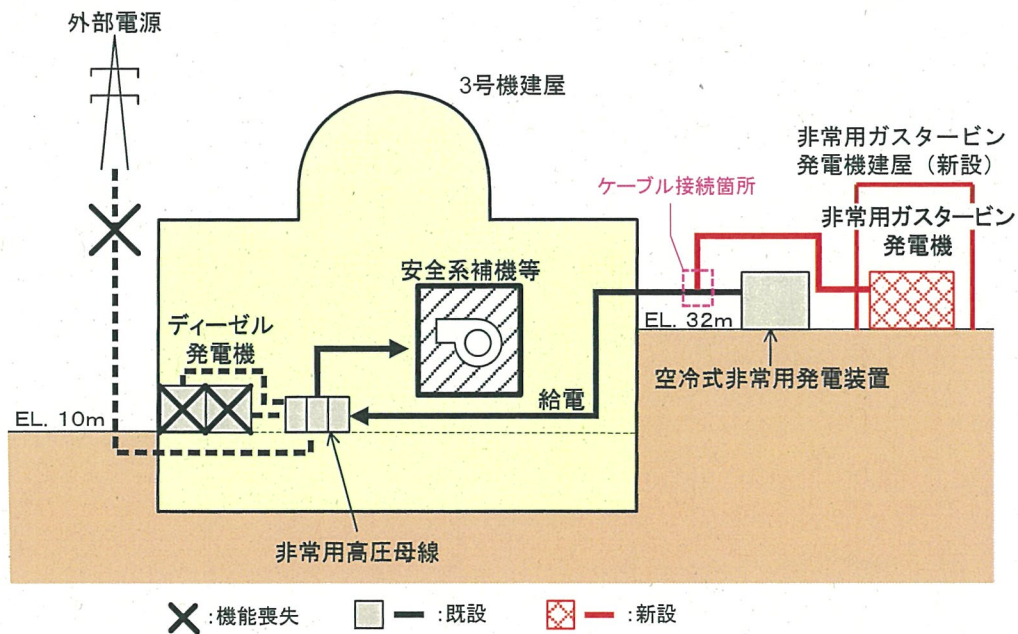 外部電源
3号機建屋
非常用ガスタービン
発電機建屋（新設）
ケーブル接続箇所
非常用ガスタービン
発電機
安全系補機等
ディーゼル
発電機
EL. 32m
空冷式非常用発電装置
給電
EL. 10m
非常用高圧母線
:機能喪失
:既設
:新設